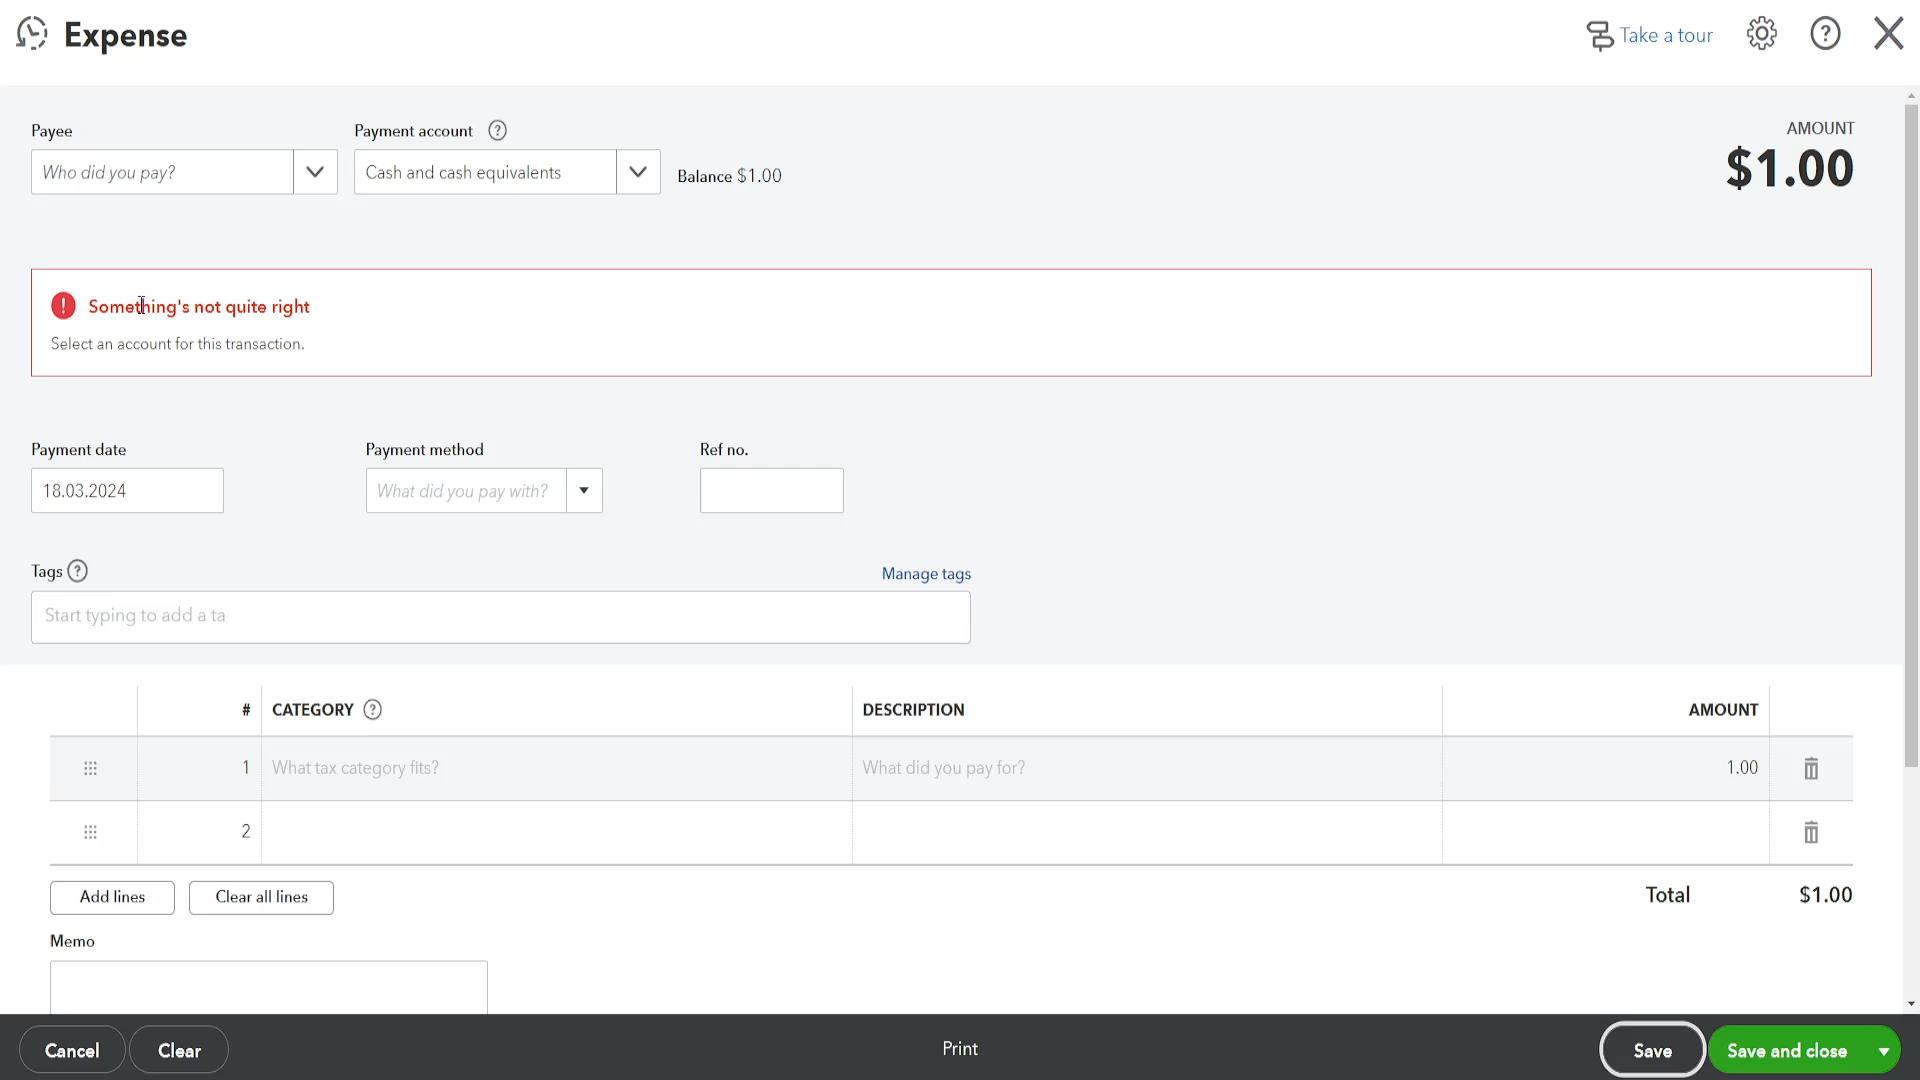 Expense
Take a tour
Payee
Payment account
AMOUNT
$1.00
Who did you pay?
Cash and cash equivalents
Balance $1.00
Something's not quite right
Select an account for this transaction.
Payment date
Payment method
Ref no.
18.03.2024
What did you pay with?
Tags
Manage tags
Start typing to add a ta
# CATEGORY DESCRIPTION AMOUNT
1 What tax category fits? What did you pay for? 1.00
2
Add lines
Clear all lines
Total $1.00
Memo
Cancel
Clear
Print
Save
Save and close